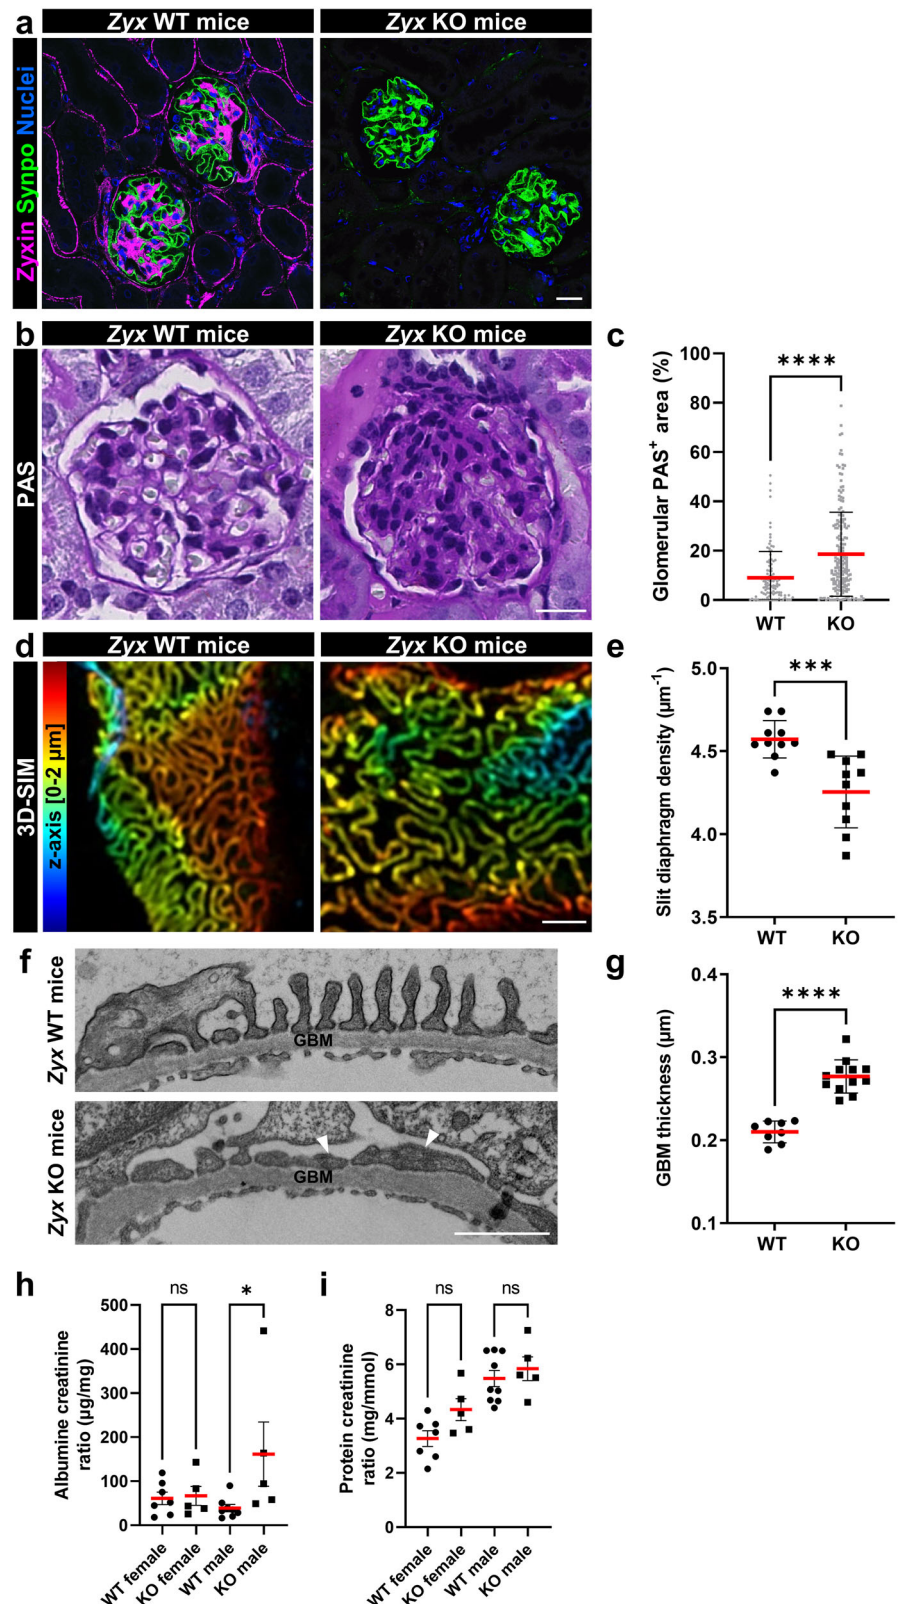 a
Zyx WT mice
Zyx KO mice
Zyxin Synpo Nuclei
b
Zyx WT mice
Zyx KO mice
PAS
c
Glomerular PAS+ area (%)
100
80
60
40
20
0
****
WT
KO
d
Zyx WT mice
Zyx KO mice
3D-SIM
z-axis [0-2 µm]
e
Slit diaphragm density (µm-1)
5.0
4.5
4.0
3.5
***
WT
KO
f
Zyx WT mice
GBM
Zyx KO mice
GBM
g
GBM thickness (µm)
0.4
0.3
0.2
0.1
****
WT
KO
h
Albumine creatinine
ratio (µg/mg)
500
400
300
200
100
0
ns
*
WT female
KO female
WT male
KO male
i
Protein creatinine
ratio (mg/mmol)
8
6
4
2
0
ns
ns
WT female
KO female
WT male
KO male